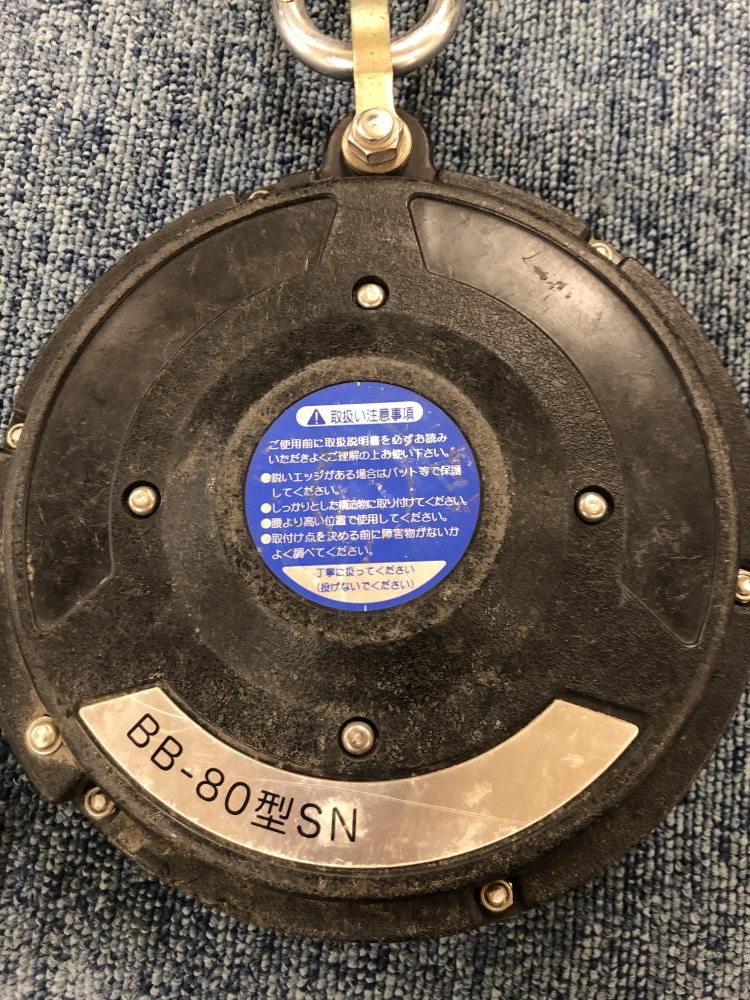 取扱い注意事項
ご使用前に取扱説明書を必ずお読み
いただきよくご理解の上お使い下さい。
●鋭いエッジがある場合はパット等で保護
してください。
●しっかりとした構造物に取り付けてください。
●腰より高い位置で使用してください。
●取付け点を決める前に障害物がないか
よく調べてください。
丁寧に扱ってください
(投げないでください)
BB-80型SN